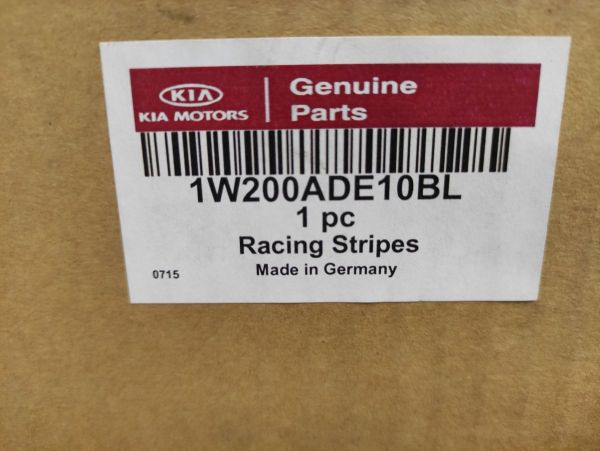 KIA
KIA MOTORS
Genuine
Parts
1W200ADE10BL
1 pc
Racing Stripes
0715
Made in Germany